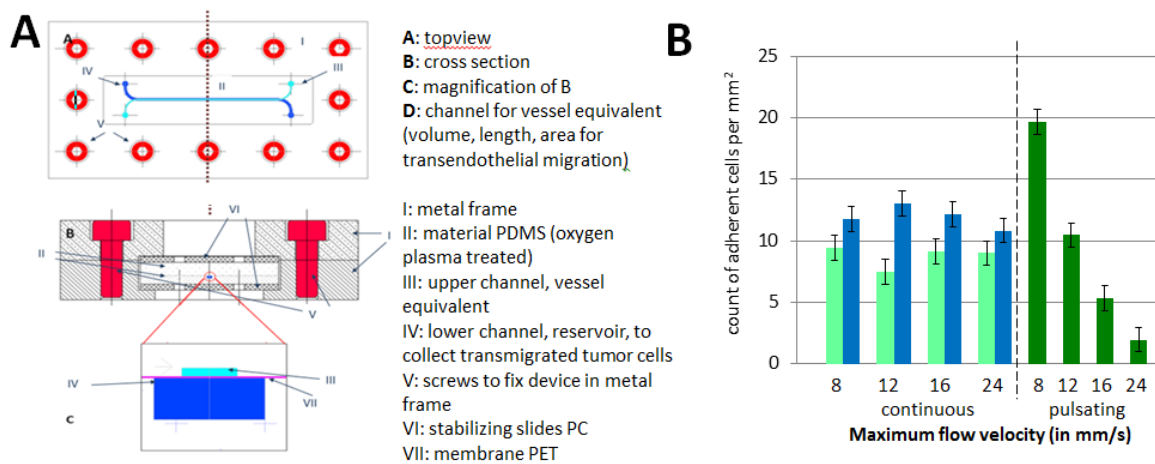 A
A
I
IV
III
II
I
V
A: topview
B: cross section
C: magnification of B
D: channel for vessel equivalent
(volume, length, area for
transendothelial migration)
VI
B
I
II
V
I: metal frame
II: material PDMS (oxygen
plasma treated)
III: upper channel, vessel
equivalent
IV: lower channel, reservoir, to
collect transmigrated tumor cells
V: screws to fix device in metal
frame
VI: stabilizing slides PC
VII: membrane PET
IV
III
VII
C
B
count of adherent cells per mm²
25
20
15
10
5
0
8 12 16 24 8 12 16 24
continuous pulsating
Maximum flow velocity (in mm/s)